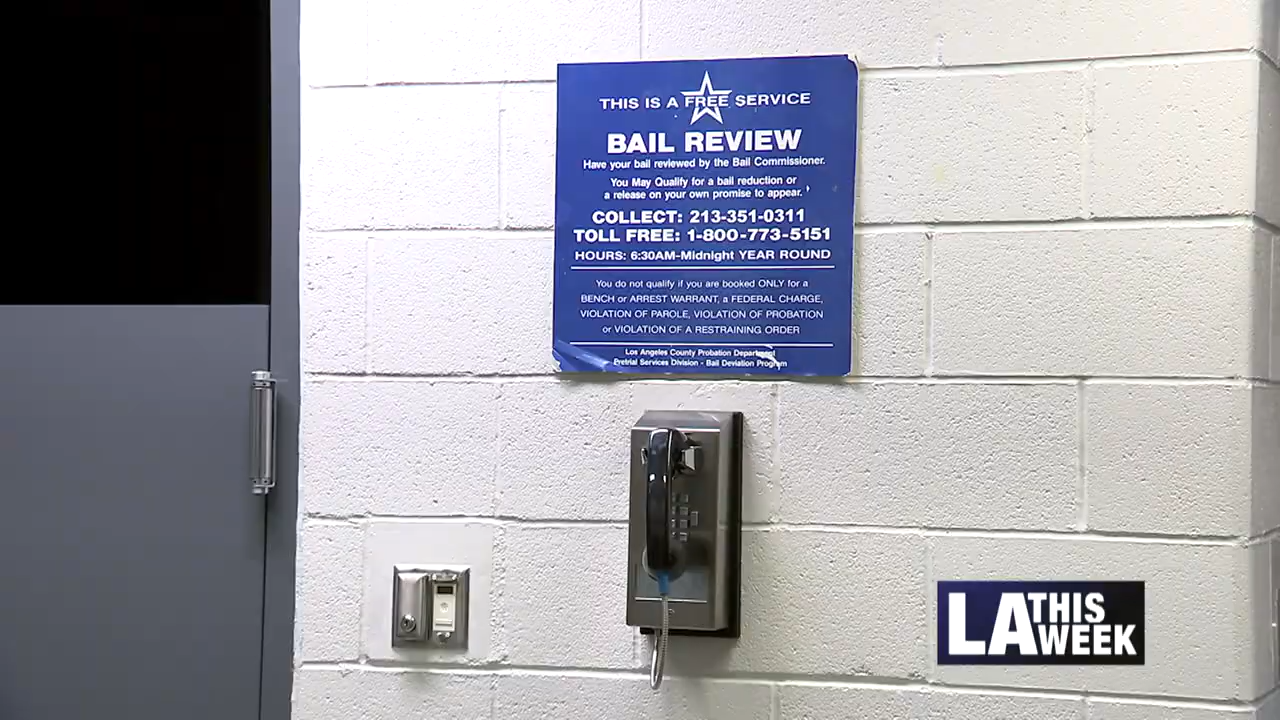 THIS IS A FREE SERVICE
BAIL REVIEW
Have your bail reviewed by the Bail Commissioner.
You May Qualify for a bail reduction or
a release on your own promise to appear.
COLLECT: 213-351-0311
TOLL FREE: 1-800-773-5151
HOURS: 6:30AM-Midnight YEAR ROUND
You do not qualify if you are booked ONLY for a
BENCH or ARREST WARRANT, a FEDERAL CHARGE,
VIOLATION OF PAROLE, VIOLATION OF PROBATION
or VIOLATION OF A RESTRAINING ORDER
Los Angeles County Probation Department
Pretrial Services Division - Bail Deviation Program
LA THIS
WEEK